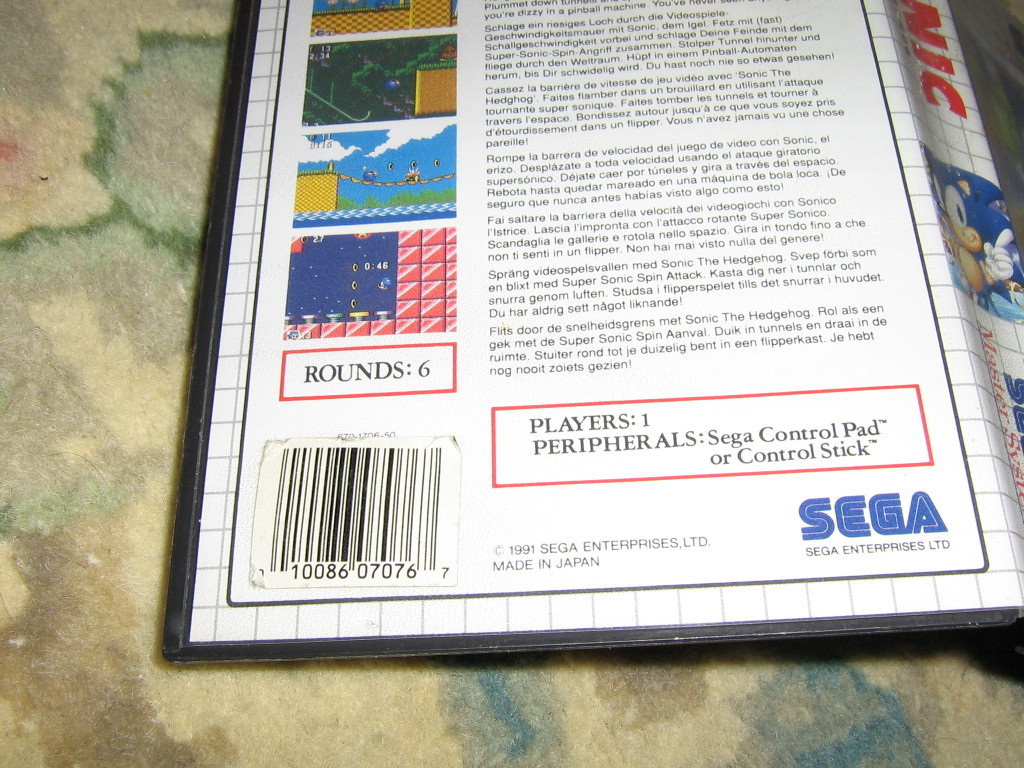 Plummet down tunnels and
you're dizzy in a pinball machine. You've never seen
Schlage ein riesiges Loch durch die Videospiele-
Geschwindigkeitsmauer mit Sonic, dem Igel. Fetz mit (fast)
Schallgeschwindigkeit vorbei und schlage Deine Feinde mit dem
Super-Sonic-Spin-Angriff zusammen. Stolper Tunnel hinunter und
fliege durch den Weltraum. Hüpf in einem Pinball-Automaten
herum, bis Dir schwidelig wird. Du hast noch nie so etwas gesehen!
Cassez la barrière de vitesse de jeu vidéo avec 'Sonic The
Hedghog'. Faites flamber dans un brouillard en utilisant l'attaque
tournante super sonique. Faites tomber les tunnels et tourner à
travers l'espace. Bondissez autour jusqu'à ce que vous soyez pris
d'étourdissement dans un flipper. Vous n'avez jamais vu une chose
pareille!
Rompe la barrera de velocidad del juego de video con Sonic, el
erizo. Desplázate a toda velocidad usando el ataque giratorio
supersónico. Déjate caer por túneles y gira a través del espacio.
Rebota hasta quedar mareado en una máquina de bola loca. ¡De
seguro que nunca antes habías visto algo como esto!
Fai saltare la barriera della velocità dei videogiochi con Sonico
l'Istrice. Lascia l'impronta con l'attacco rotante Super Sonico.
Scandaglia le gallerie e rotola nello spazio. Gira in tondo fino a che
non ti senti in un flipper. Non hai mai visto nulla del genere!
Spräng videospelsvallen med Sonic The Hedgehog. Svep förbi som
en blixt med Super Sonic Spin Attack. Kasta dig ner i tunnlar och
snurra genom luften. Studsa i flipperspelet tills det snurrar i huvudet.
Du har aldrig sett något liknande!
Flits door de snelheidsgrens met Sonic The Hedgehog. Rol als een
gek met de Super Sonic Spin Aanval. Duik in tunnels en draai in de
ruimte. Stuiter rond tot je duizelig bent in een flipperkast. Je hebt
nog nooit zoiets gezien!
27
0:46
ROUNDS: 6
PLAYERS: 1
PERIPHERALS: Sega Control Pad™
or Control Stick™
10086 07076 7
© 1991 SEGA ENTERPRISES, LTD.
MADE IN JAPAN
SEGA
SEGA ENTERPRISES LTD
NIC
Master System